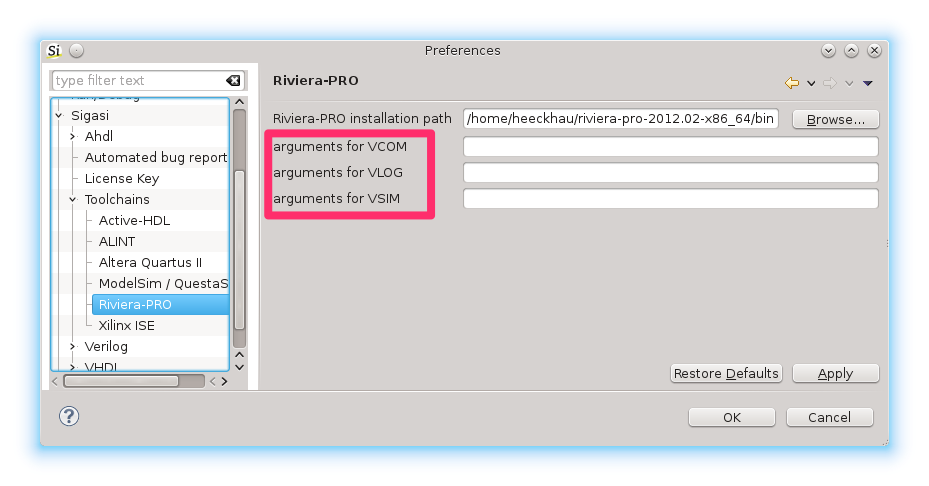 Si
Preferences
type filter text
Run/Debug
Sigasi
Ahdl
Automated bug report
License Key
Toolchains
Active-HDL
ALINT
Altera Quartus II
ModelSim / QuestaS
Riviera-PRO
Xilinx ISE
Verilog
VHDL
Riviera-PRO
Riviera-PRO installation path /home/heeckhau/riviera-pro-2012.02-x86_64/bin Browse...
arguments for VCOM
arguments for VLOG
arguments for VSIM
Restore Defaults Apply
? OK Cancel